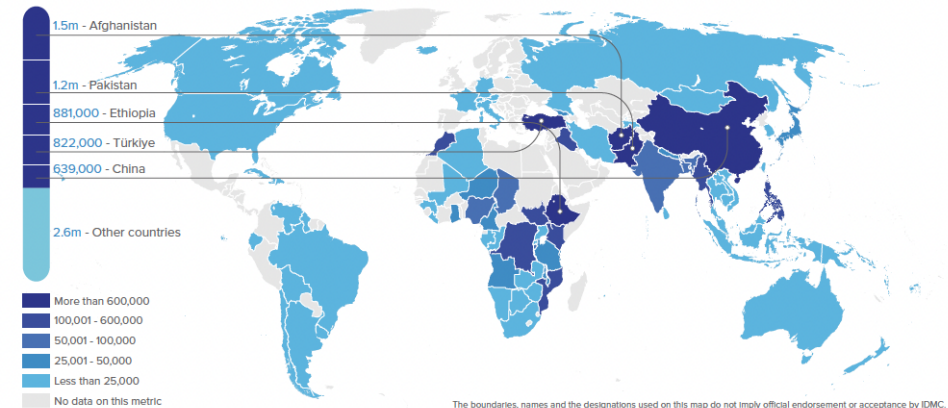 1.5m - Afghanistan
1.2m - Pakistan
881,000 - Ethiopia
822,000 - Türkiye
639,000 - China
2.6m - Other countries
More than 600,000
100,001 - 600,000
50,001 - 100,000
25,001 - 50,000
Less than 25,000
No data on this metric
The boundaries, names and the designations used on this map do not imply official endorsement or acceptance by IDMC.